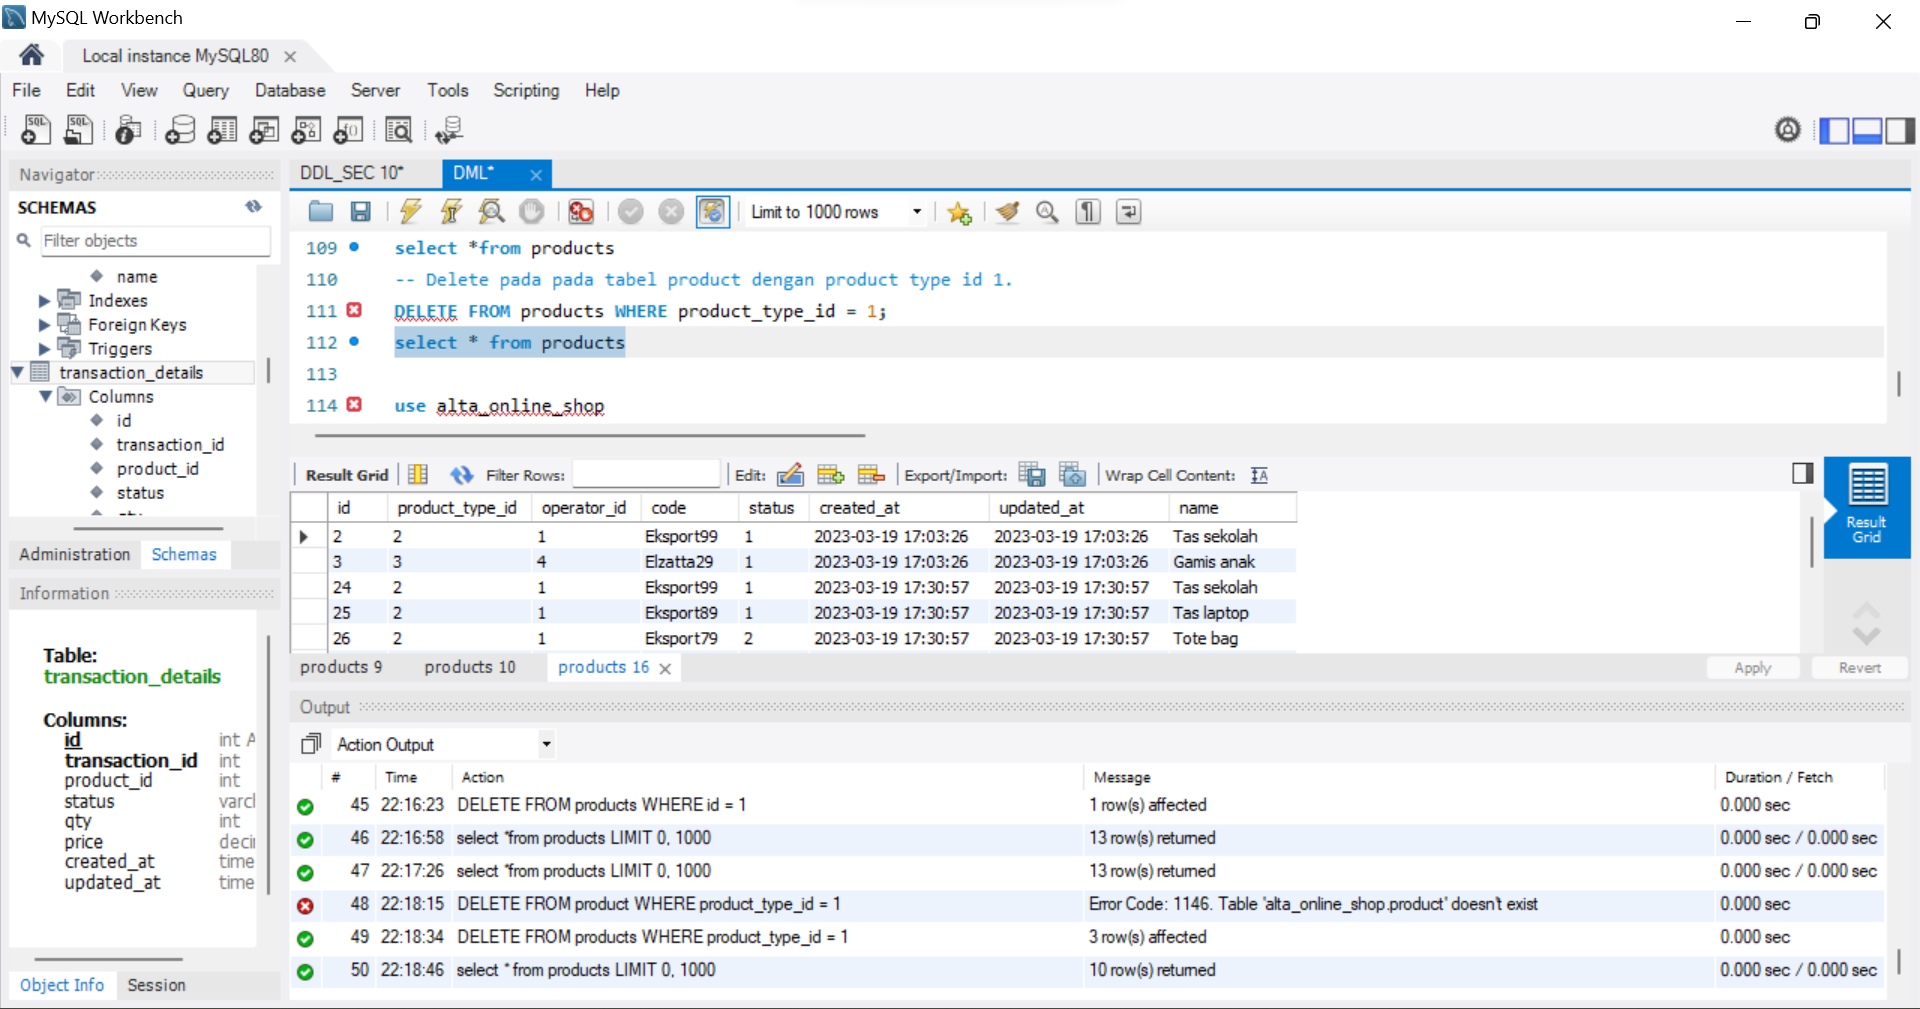 MySQL Workbench
Local instance MySQL80
File Edit View Query Database Server Tools Scripting Help
Navigator
SCHEMAS
Filter objects
name
Indexes
Foreign Keys
Triggers
transaction_details
Columns
id
transaction_id
product_id
status
Administration Schemas
Information
Table:
transaction_details
Columns:
id int A
transaction_id int
product_id int
status varcl
qty int
price deci
created_at time
updated_at time
Object Info Session
DDL_SEC 10* DML*
Limit to 1000 rows
109 select *from products
110 -- Delete pada pada tabel product dengan product type id 1.
111 DELETE FROM products WHERE product_type_id = 1;
112 select * from products
113
114 use alta_online_shop
Result Grid Filter Rows: Edit: Export/Import: Wrap Cell Content:
id product_type_id operator_id code status created_at updated_at name
2 2 1 Eksport99 1 2023-03-19 17:03:26 2023-03-19 17:03:26 Tas sekolah
3 3 4 Elzatta29 1 2023-03-19 17:03:26 2023-03-19 17:03:26 Gamis anak
24 2 1 Eksport99 1 2023-03-19 17:30:57 2023-03-19 17:30:57 Tas sekolah
25 2 1 Eksport89 1 2023-03-19 17:30:57 2023-03-19 17:30:57 Tas laptop
26 2 1 Eksport79 2 2023-03-19 17:30:57 2023-03-19 17:30:57 Tote bag
Result
Grid
products 9 products 10 products 16 Apply Revert
Output
Action Output
# Time Action Message Duration / Fetch
45 22:16:23 DELETE FROM products WHERE id = 1 1 row(s) affected 0.000 sec
46 22:16:58 select *from products LIMIT 0, 1000 13 row(s) returned 0.000 sec / 0.000 sec
47 22:17:26 select *from products LIMIT 0, 1000 13 row(s) returned 0.000 sec / 0.000 sec
48 22:18:15 DELETE FROM product WHERE product_type_id = 1 Error Code: 1146. Table 'alta_online_shop.product' doesn't exist 0.000 sec
49 22:18:34 DELETE FROM products WHERE product_type_id = 1 3 row(s) affected 0.000 sec
50 22:18:46 select * from products LIMIT 0, 1000 10 row(s) returned 0.000 sec / 0.000 sec